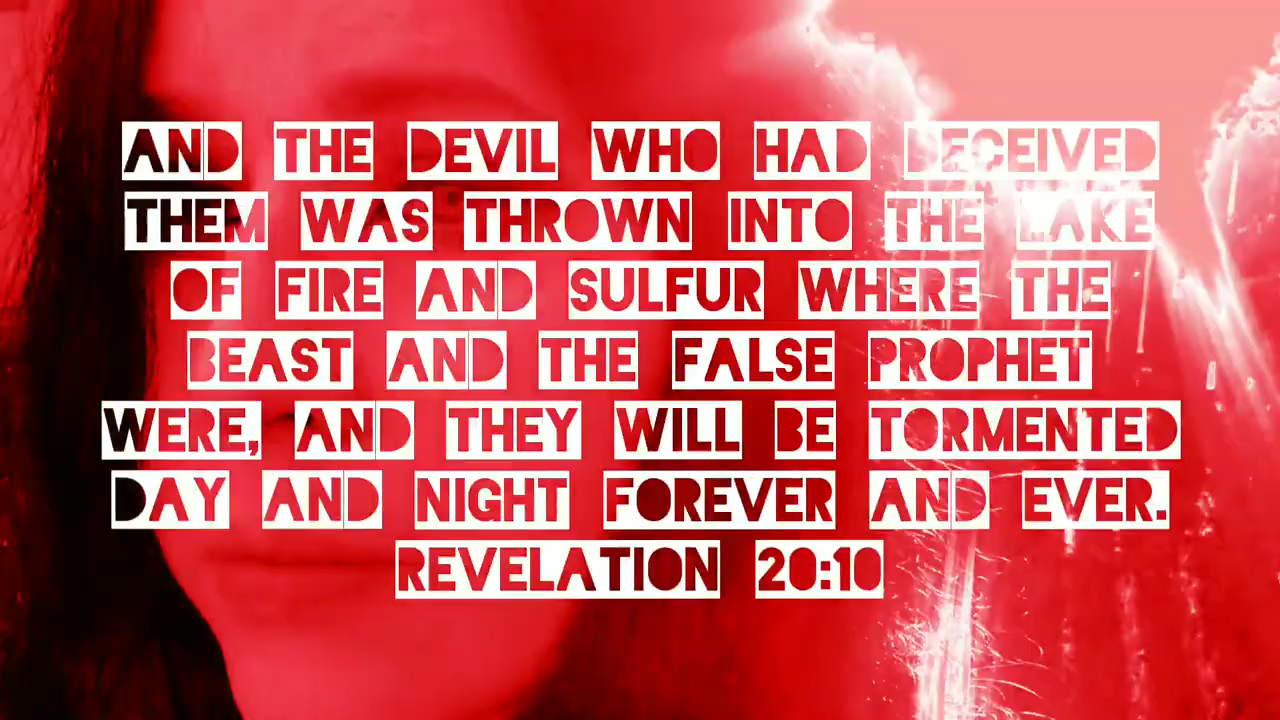 AND THE DEVIL WHO HAD DECEIVED
THEM WAS THROWN INTO THE LAKE
OF FIRE AND SULFUR WHERE THE
BEAST AND THE FALSE PROPHET
WERE, AND THEY WILL BE TORMENTED
DAY AND NIGHT FOREVER AND EVER.
REVELATION 20:10